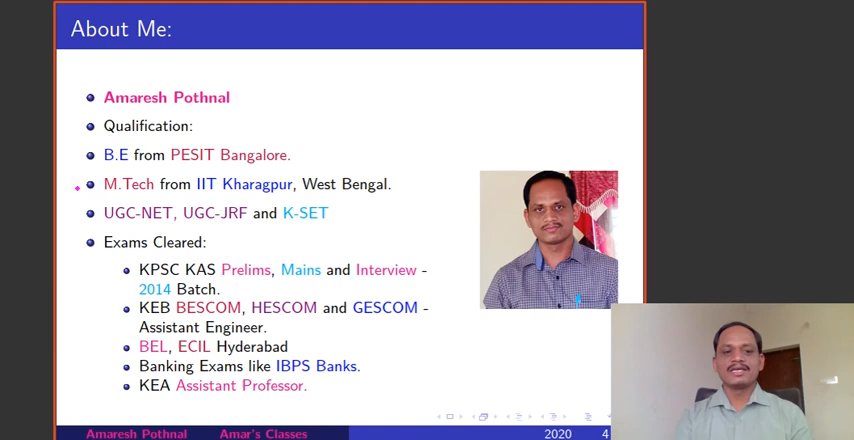 About Me:
Amaresh Pothnal
Qualification:
B.E from PESIT Bangalore.
M.Tech from IIT Kharagpur, West Bengal.
UGC-NET, UGC-JRF and K-SET
Exams Cleared:
KPSC KAS Prelims, Mains and Interview -
2014 Batch.
KEB BESCOM, HESCOM and GESCOM -
Assistant Engineer.
BEL, ECIL Hyderabad
Banking Exams like IBPS Banks.
KEA Assistant Professor.
Amaresh Pothnal Amar's Classes 2020 4